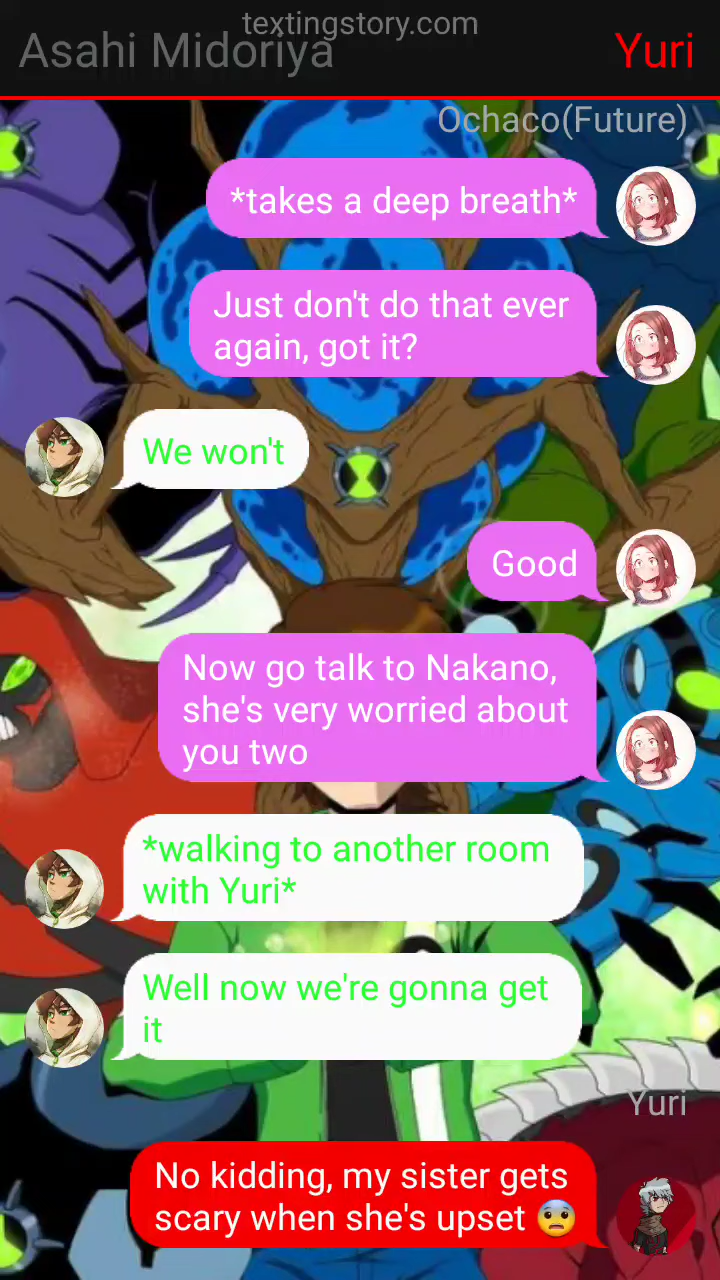 textingstory.com
Asahi Midoriya
Yuri
Ochaco(Future)
*takes a deep breath*
Just don't do that ever
again, got it?
We won't
Good
Now go talk to Nakano,
she's very worried about
you two
*walking to another room
with Yuri*
Well now we're gonna get
it
Yuri
No kidding, my sister gets
scary when she's upset 😨